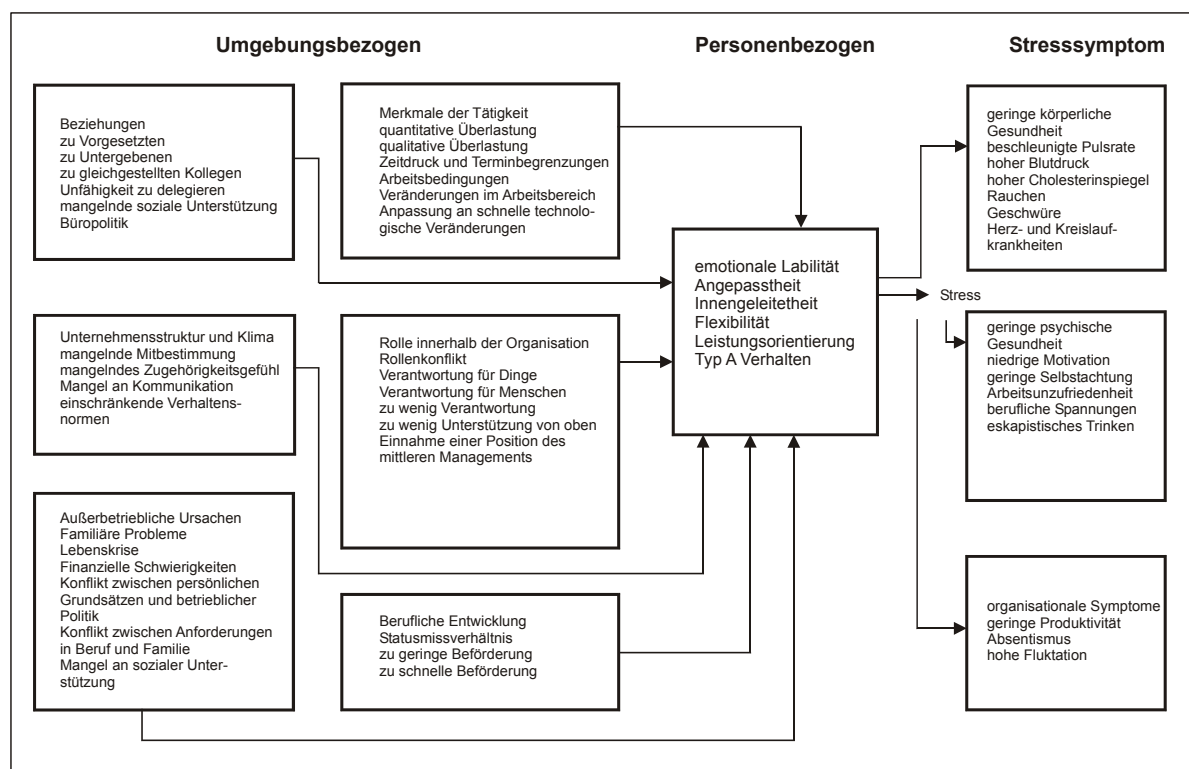 Umgebungsbezogen
Personenbezogen
Stresssymptom
Beziehungen
zu Vorgesetzten
zu Untergebenen
zu gleichgestellten Kollegen
Unfähigkeit zu delegieren
mangelnde soziale Unterstützung
Büropolitik
Merkmale der Tätigkeit
quantitative Überlastung
qualitative Überlastung
Zeitdruck und Terminbegrenzungen
Arbeitsbedingungen
Veränderungen im Arbeitsbereich
Anpassung an schnelle technolo-
gische Veränderungen
Unternehmensstruktur und Klima
mangelnde Mitbestimmung
mangelndes Zugehörigkeitsgefühl
Mangel an Kommunikation
einschränkende Verhaltens-
normen
Rolle innerhalb der Organisation
Rollenkonflikt
Verantwortung für Dinge
Verantwortung für Menschen
zu wenig Verantwortung
zu wenig Unterstützung von oben
Einnahme einer Position des
mittleren Managements
Außerbetriebliche Ursachen
Familiäre Probleme
Lebenskrise
Finanzielle Schwierigkeiten
Konflikt zwischen persönlichen
Grundsätzen und betrieblicher
Politik
Konflikt zwischen Anforderungen
in Beruf und Familie
Mangel an sozialer Unter-
stützung
Berufliche Entwicklung
Statusmissverhältnis
zu geringe Beförderung
zu schnelle Beförderung
emotionale Labilität
Angepasstheit
Innengeleitetheit
Flexibilität
Leistungsorientierung
Typ A Verhalten
Stress
geringe körperliche
Gesundheit
beschleunigte Pulsrate
hoher Blutdruck
hoher Cholesterinspiegel
Rauchen
Geschwüre
Herz- und Kreislauf-
krankheiten
geringe psychische
Gesundheit
niedrige Motivation
geringe Selbstachtung
Arbeitsunzufriedenheit
berufliche Spannungen
eskapistisches Trinken
organisationale Symptome
geringe Produktivität
Absentismus
hohe Fluktation